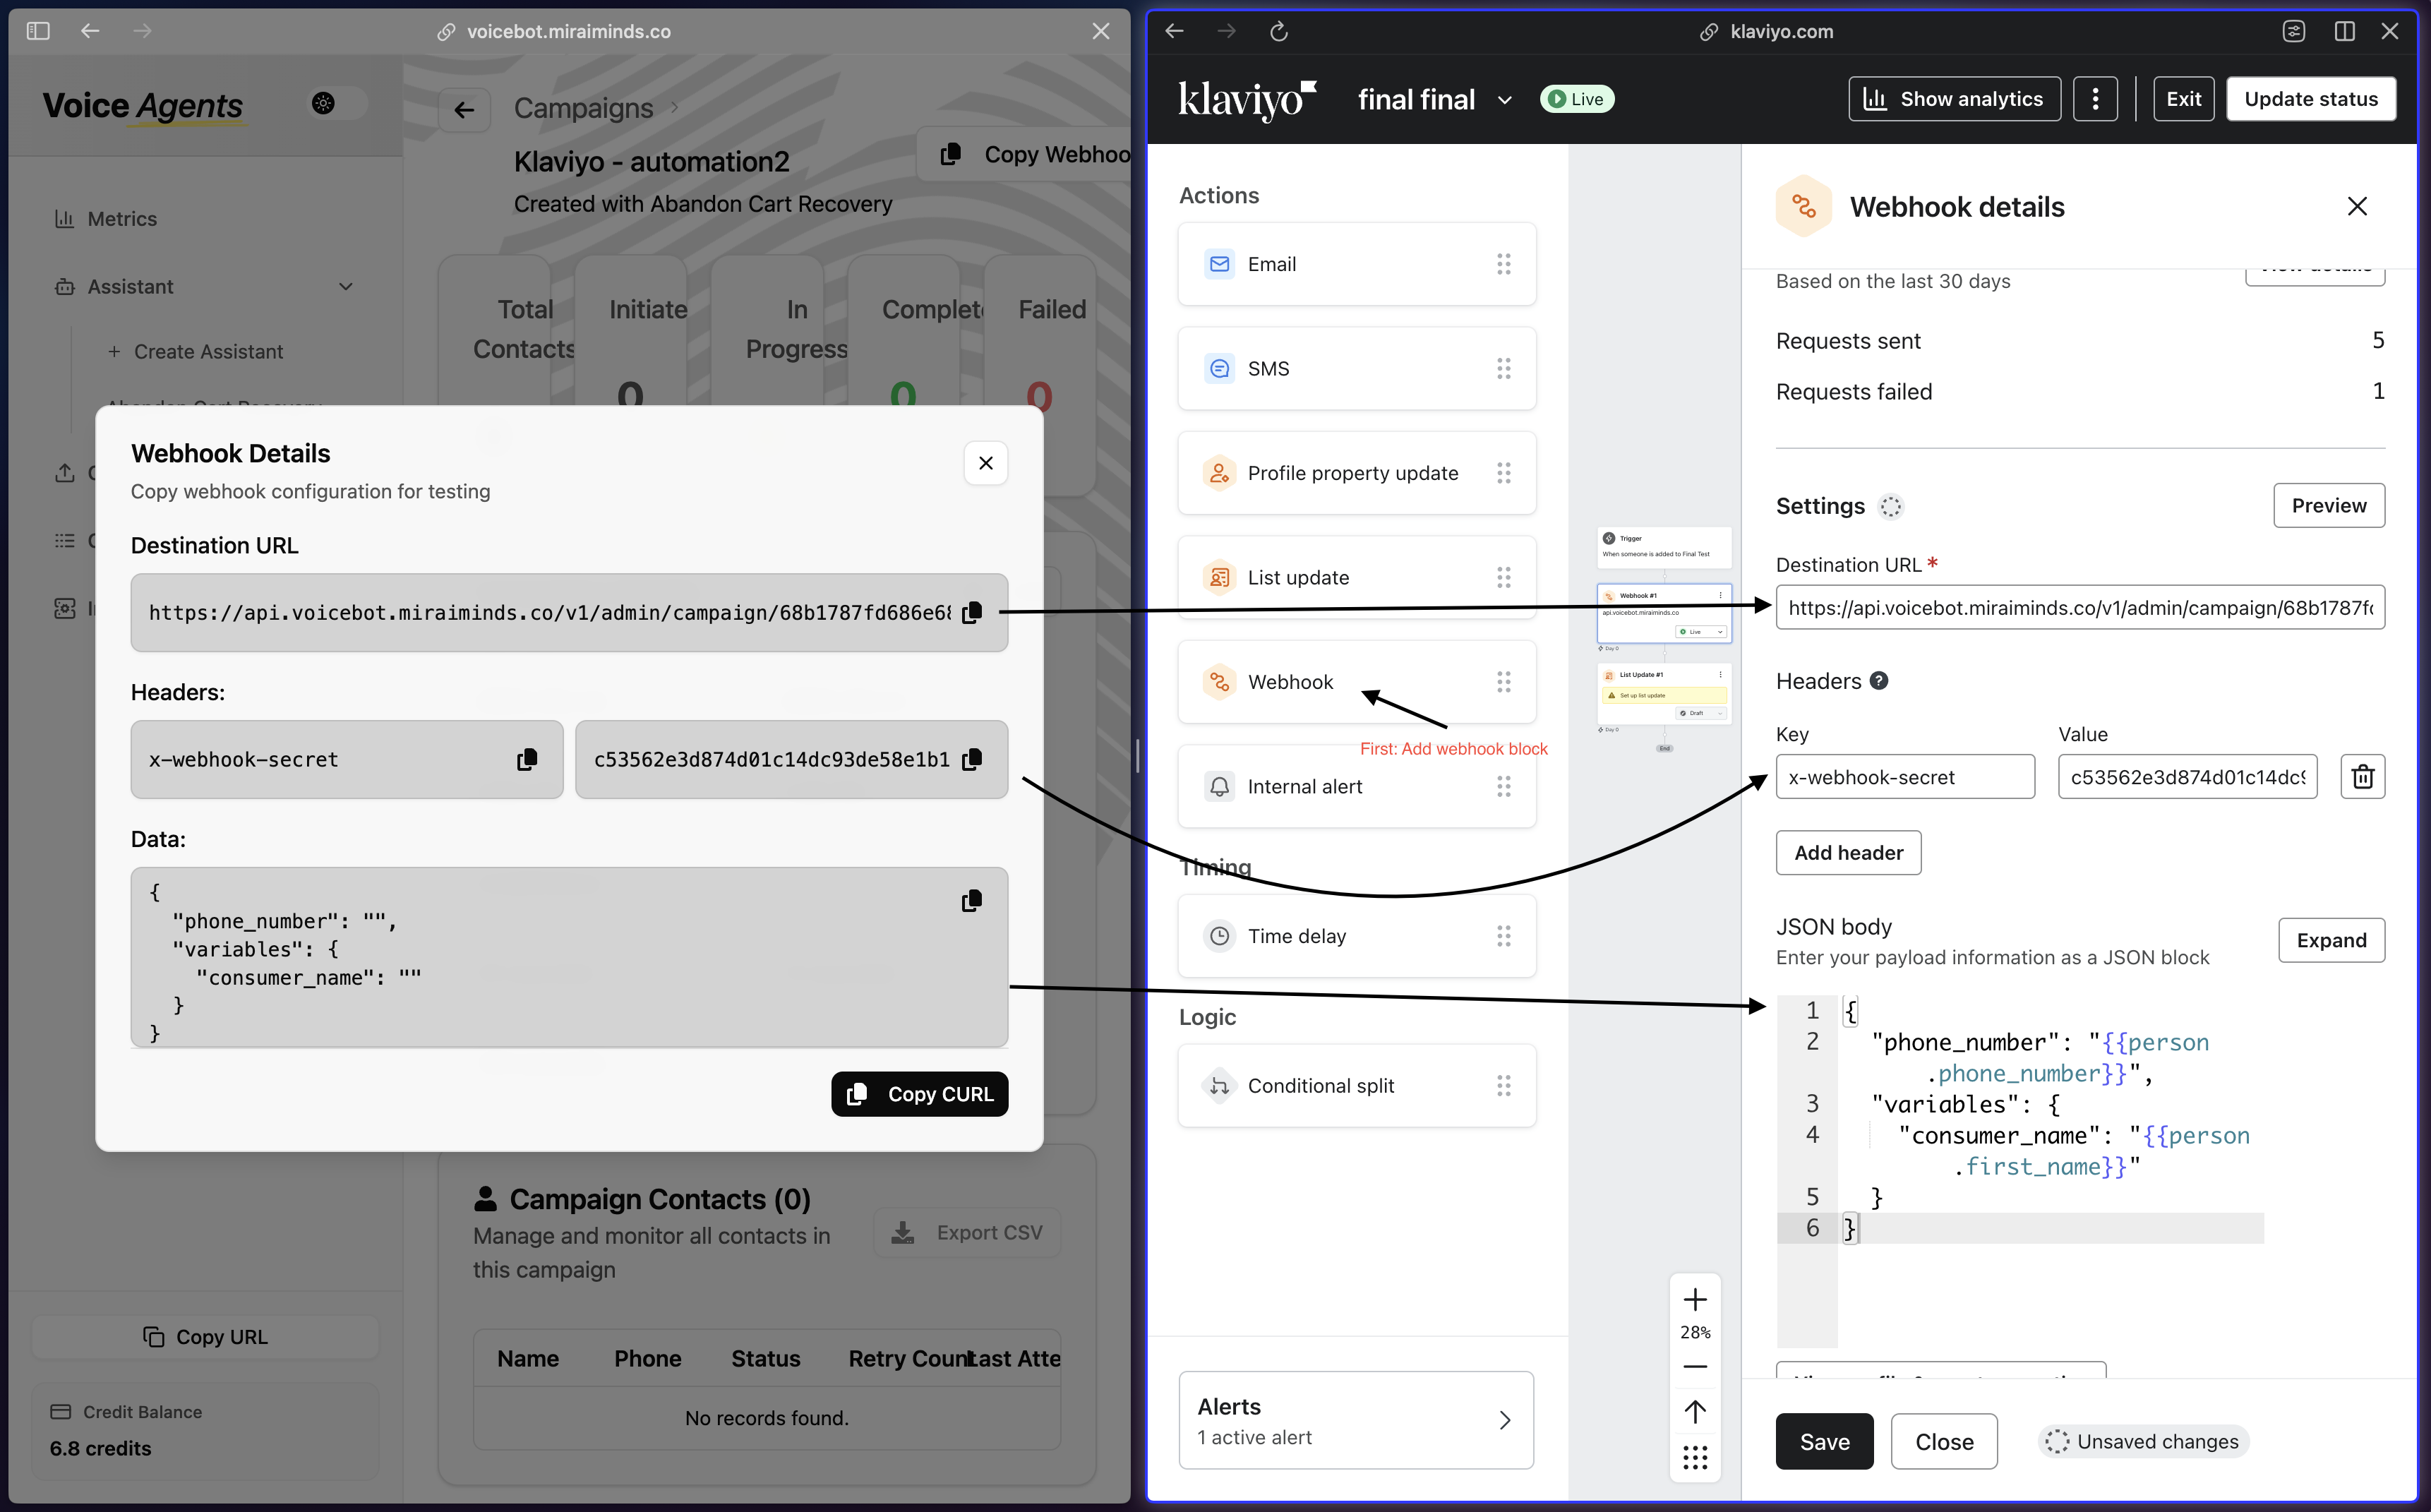 voicebot.miraiminds.co
Voice Agents
Metrics
Assistant
Create Assistant
Campaigns
Klaviyo - automation2
Created with Abandon Cart Recovery
Copy Webhoo
Total
Contacts
Initiate
In
Progress
Complet
Failed
0
0
0
Webhook Details
Copy webhook configuration for testing
Destination URL
https://api.voicebot.miraiminds.co/v1/admin/campaign/68b1787fd686e68
Headers:
x-webhook-secret
c53562e3d874d01c14dc93de58e1b1
Data:
{
"phone_number": "",
"variables": {
"consumer_name": ""
}
}
Copy CURL
Campaign Contacts (0)
Manage and monitor all contacts in
this campaign
Export CSV
Name Phone Status Retry Count Last Atte
No records found.
Copy URL
Credit Balance
6.8 credits
klaviyo.com
klaviyo
final final
Live
Show analytics
Exit
Update status
Actions
Email
SMS
Profile property update
List update
Webhook
First: Add webhook block
Internal alert
Timing
Time delay
Logic
Conditional split
Alerts
1 active alert
Trigger
When someone is added to Final Test
Webhook #1
api.voicebot.miraiminds.co
Live
Day 0
List Update #1
Set up list update
Draft
Day 0
End
28%
Webhook details
Based on the last 30 days
Requests sent 5
Requests failed 1
Settings
Preview
Destination URL *
https://api.voicebot.miraiminds.co/v1/admin/campaign/68b1787fc
Headers ?
Key
Value
x-webhook-secret
c53562e3d874d01c14dc9
Add header
JSON body
Enter your payload information as a JSON block
Expand
1 {
2 "phone_number": "{{person
.phone_number}}",
3 "variables": {
4 "consumer_name": "{{person
.first_name}}"
5 }
6 }
Save
Close
Unsaved changes